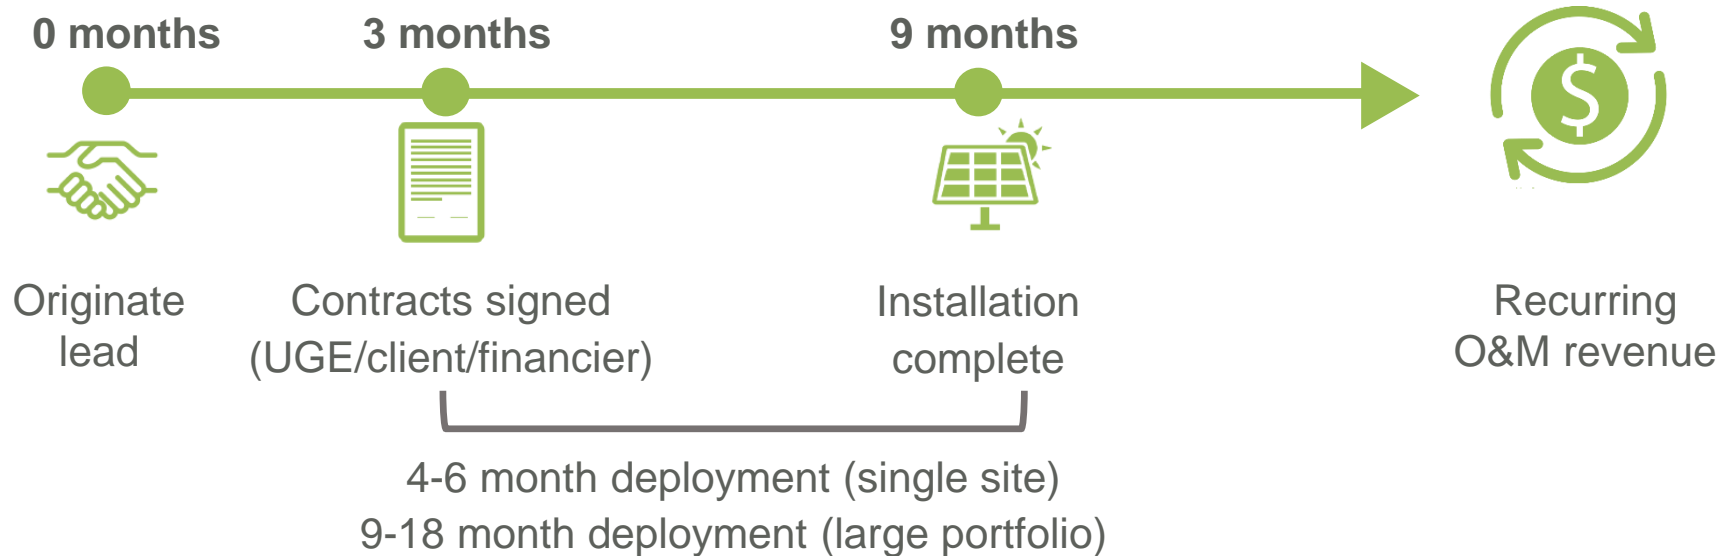 0 months
3 months
9 months
$
Originate
lead
Contracts signed
(UGE/client/financier)
Installation
complete
Recurring
O&M revenue
4-6 month deployment (single site)
9-18 month deployment (large portfolio)